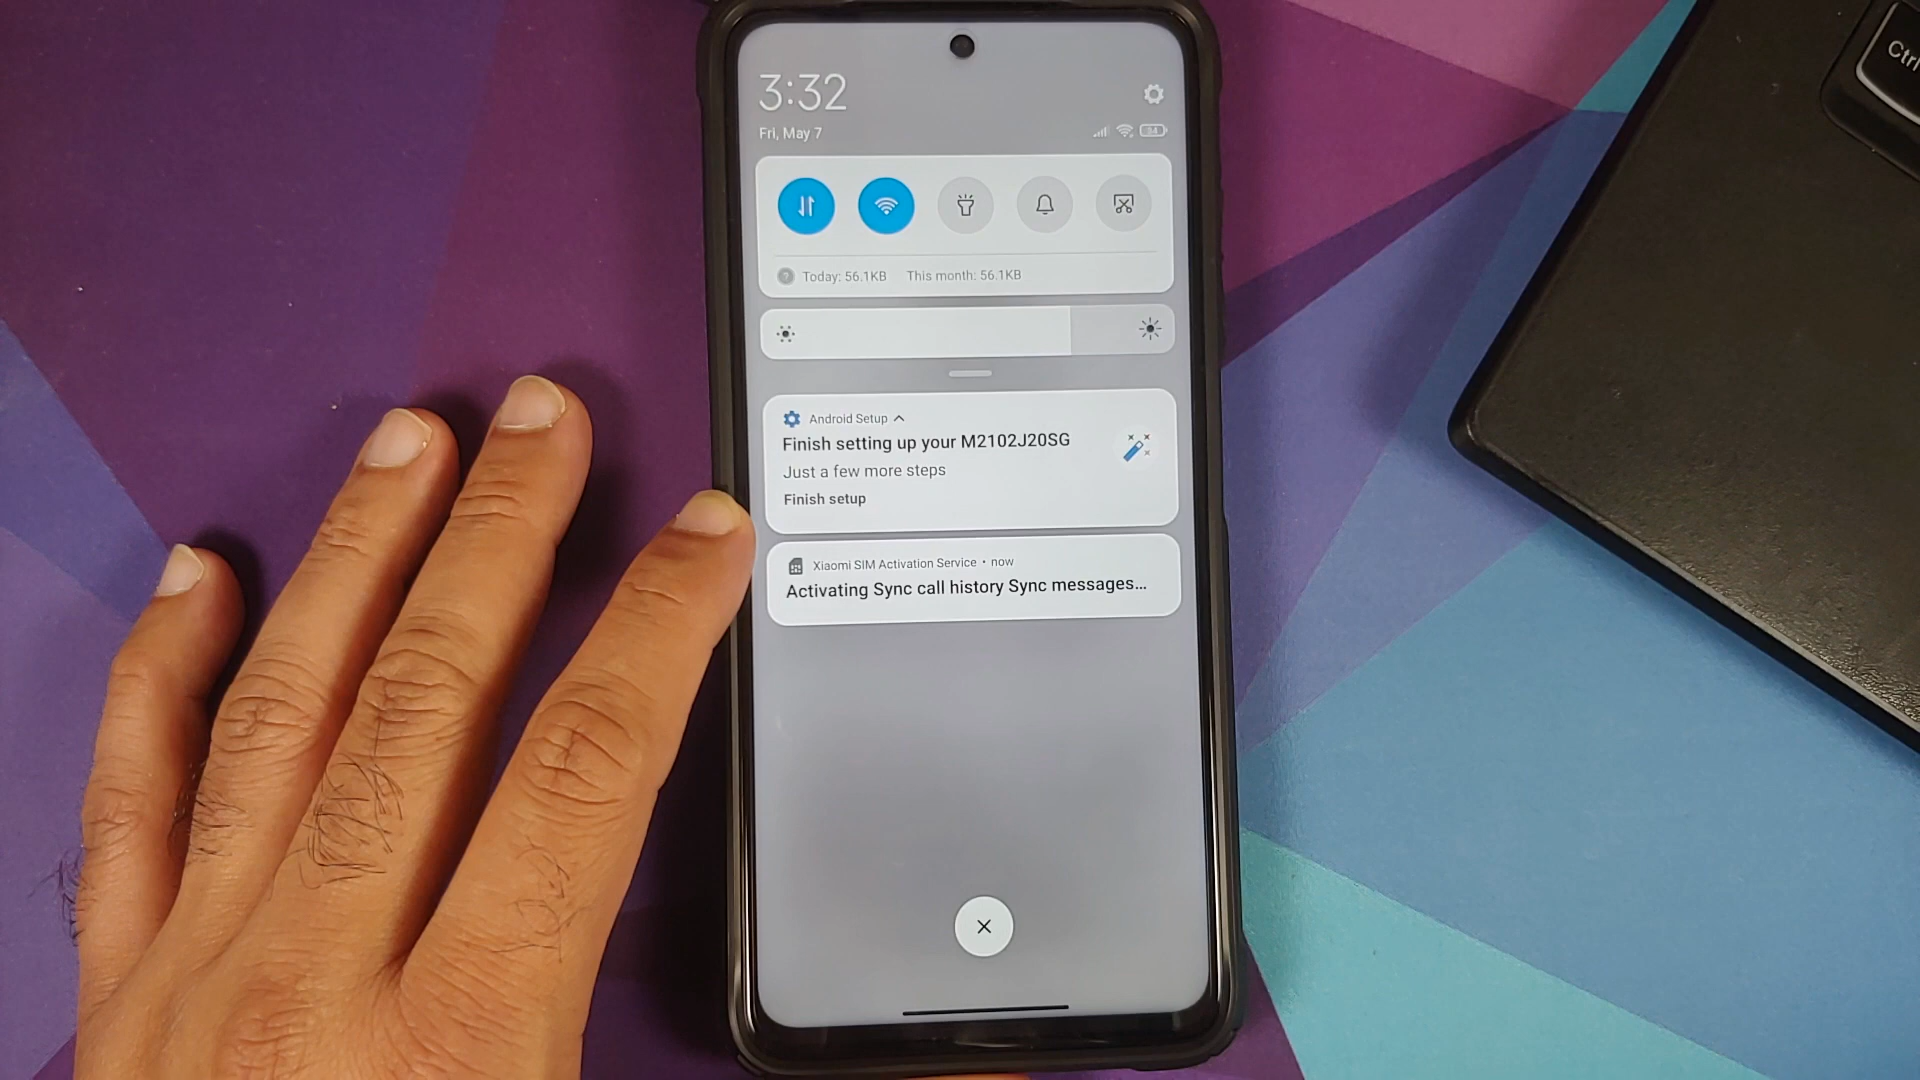 3:32
Fri, May 7
Today: 56.1KB This month: 56.1KB
Android Setup
Finish setting up your M2102J20SG
Just a few more steps
Finish setup
Xiaomi SIM Activation Service • now
Activating Sync call history Sync messages...
Ctrl